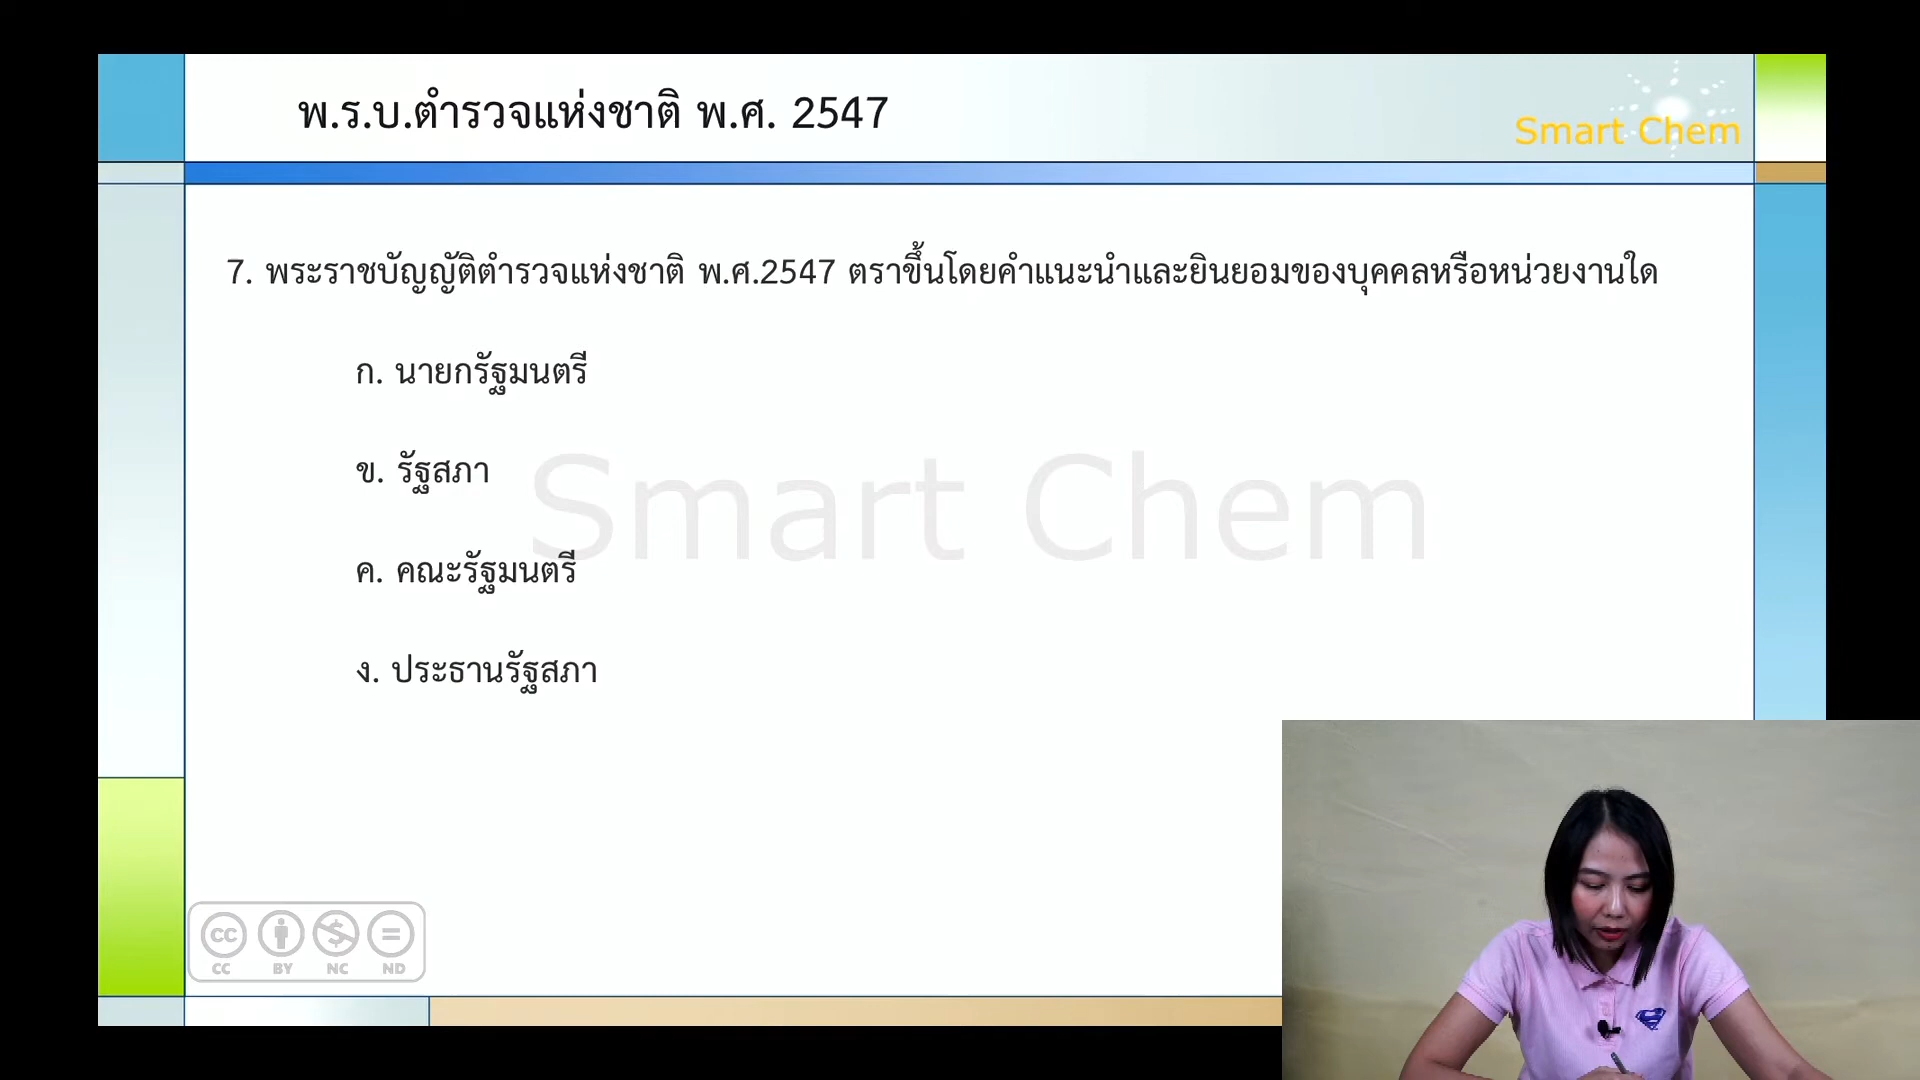 พ.ร.บ.ตำรวจแห่งชาติ พ.ศ. 2547
Smart Chem
7. พระราชบัญญัติตำรวจแห่งชาติ พ.ศ.2547 ตราขึ้นโดยคำแนะนำและยินยอมของบุคคลหรือหน่วยงานใด
ก. นายกรัฐมนตรี
ข. รัฐสภา
Smart Chem
ค. คณะรัฐมนตรี
ง. ประธานรัฐสภา
CC BY NC ND